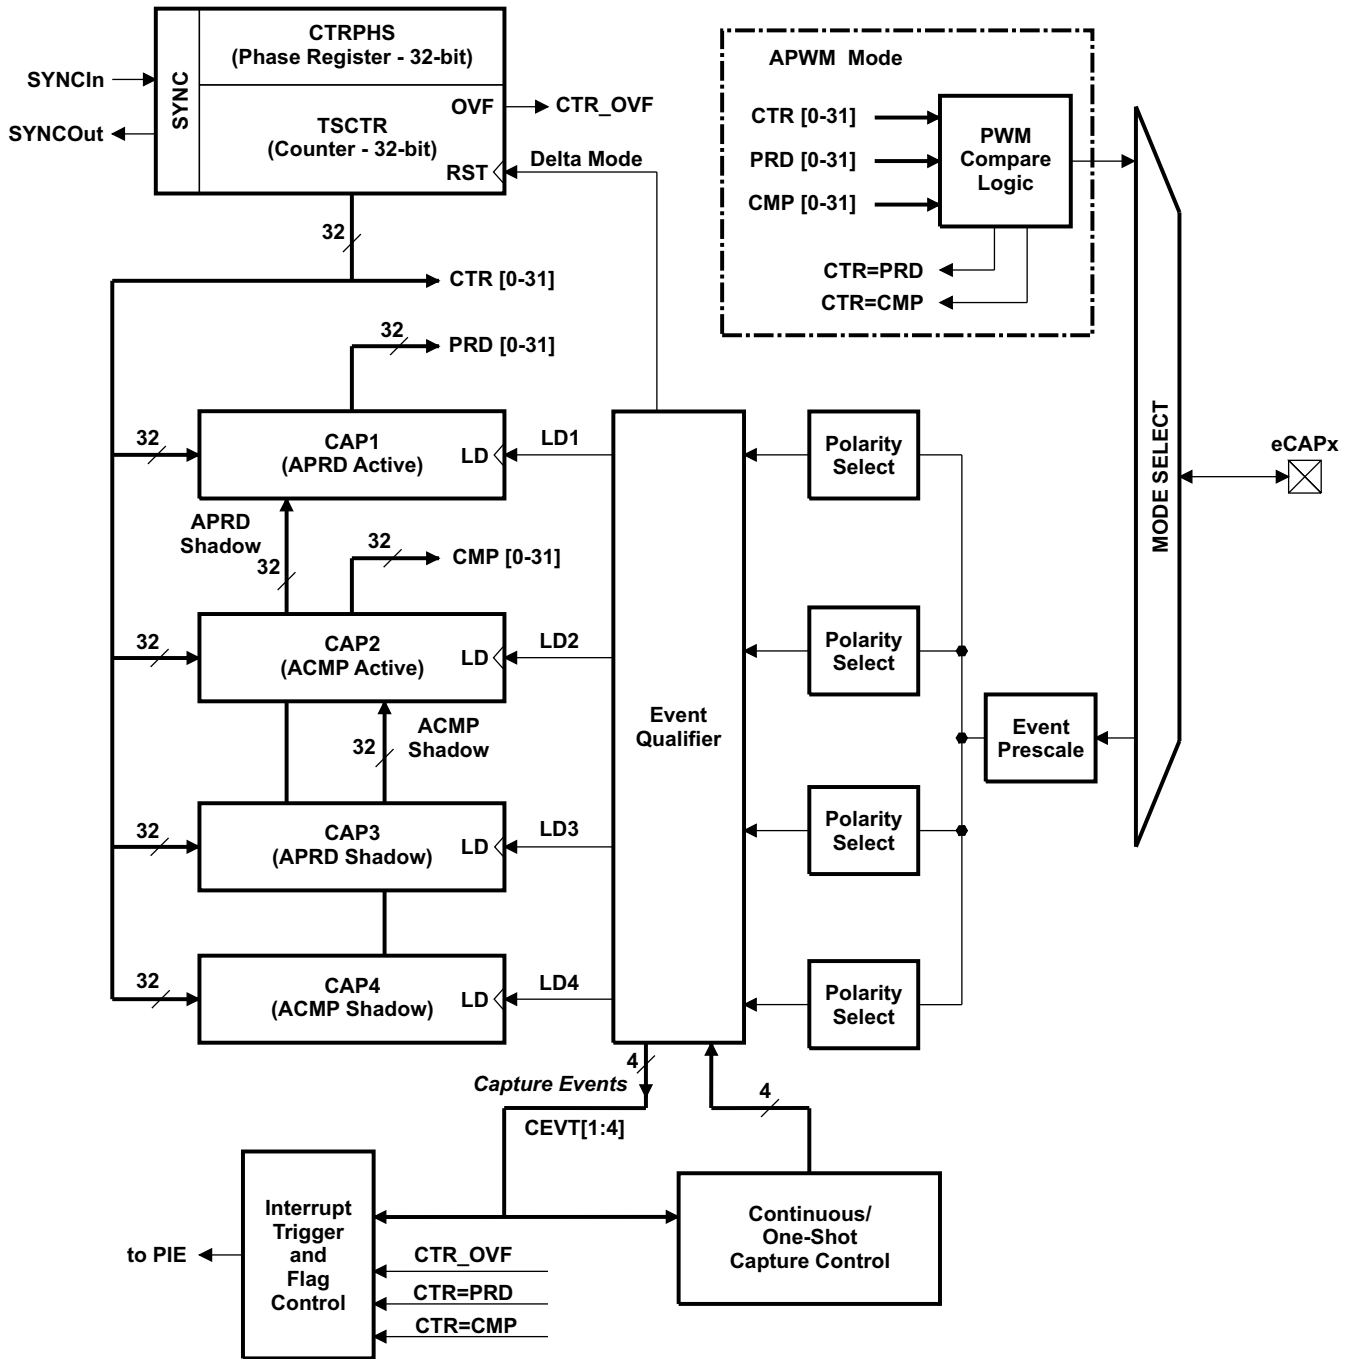 CTRPHS
(Phase Register - 32-bit)
SYNC
SYNCIn
SYNCOut
OVF
CTR_OVF
TSCTR
(Counter - 32-bit)
RST
Delta Mode
32
CTR [0-31]
32
PRD [0-31]
APWM Mode
CTR [0-31]
PRD [0-31]
CMP [0-31]
PWM
Compare
Logic
CTR=PRD
CTR=CMP
MODE SELECT
eCAPx
32
CAP1
(APRD Active)
LD
LD1
Polarity
Select
APRD
Shadow
32
32
CMP [0-31]
32
CAP2
(ACMP Active)
LD
LD2
Polarity
Select
ACMP
Shadow
32
Event
Qualifier
Event
Prescale
32
CAP3
(APRD Shadow)
LD
LD3
Polarity
Select
32
CAP4
(ACMP Shadow)
LD
LD4
Polarity
Select
4
Capture Events
CEVT[1:4]
4
Interrupt
Trigger
and
Flag
Control
to PIE
CTR_OVF
CTR=PRD
CTR=CMP
Continuous/
One-Shot
Capture Control